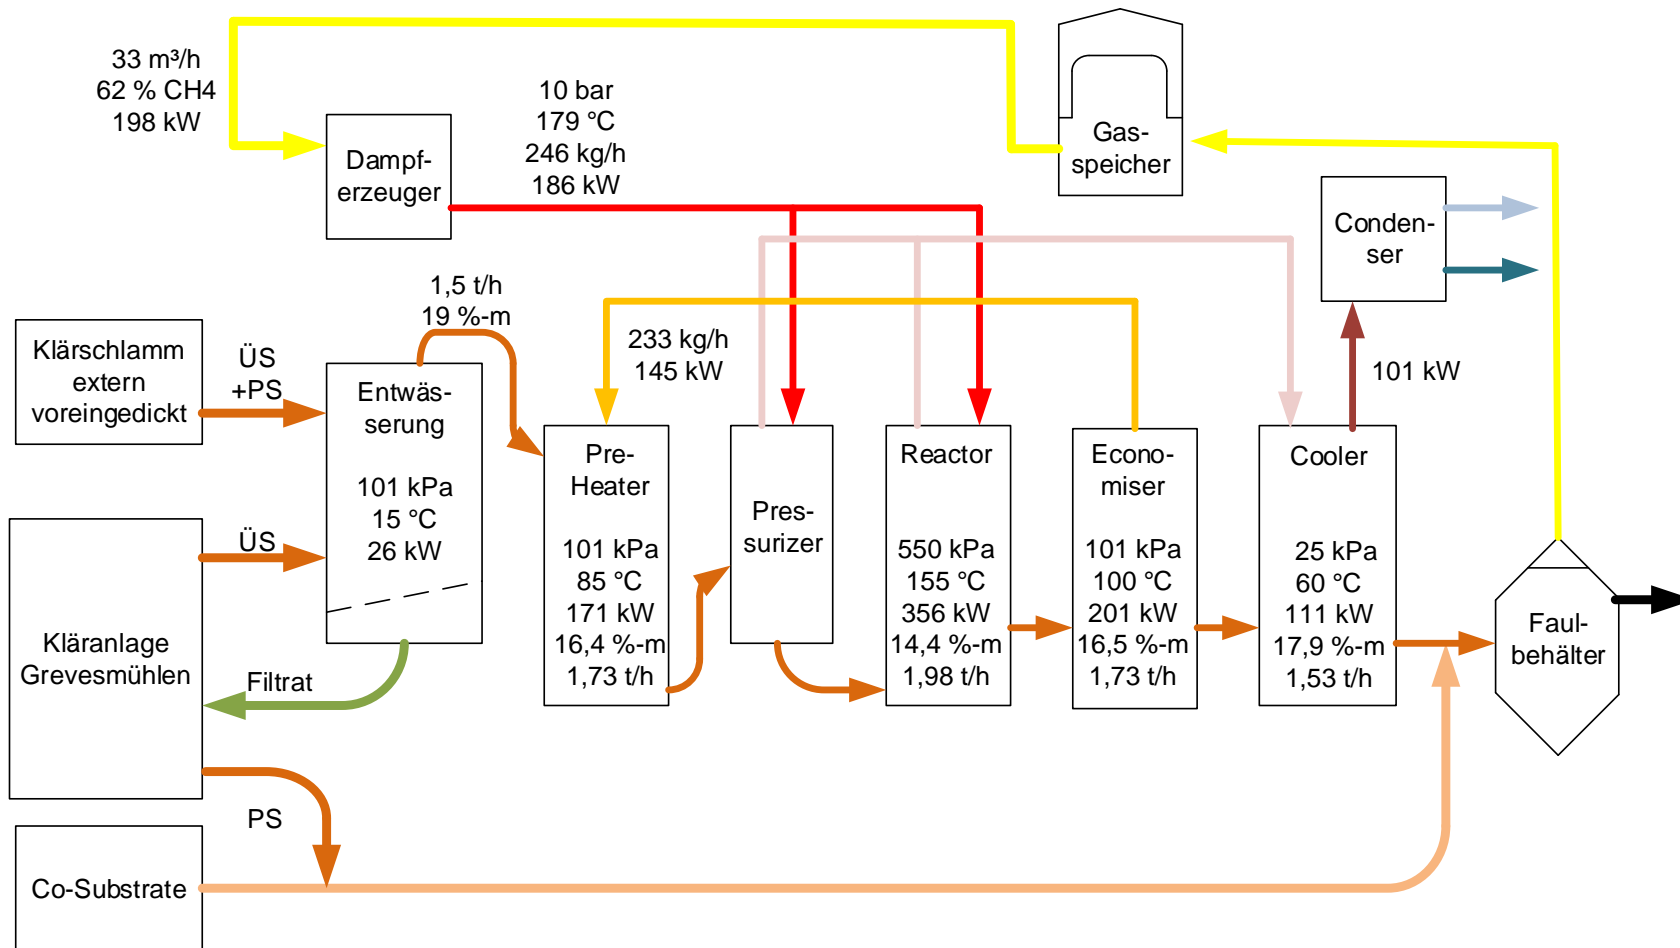 33 m³/h
62 % CH4
198 kW
Dampf-
erzeuger
10 bar
179 °C
246 kg/h
186 kW
Gas-
speicher
Conden-
ser
1,5 t/h
19 %-m
Klärschlamm
extern
voreingedickt
ÜS
+PS
Entwäs-
serung
101 kPa
15 °C
26 kW
233 kg/h
145 kW
101 kW
Pre-
Heater
101 kPa
85 °C
171 kW
16,4 %-m
1,73 t/h
Pres-
surizer
Reactor
550 kPa
155 °C
356 kW
14,4 %-m
1,98 t/h
Econo-
miser
101 kPa
100 °C
201 kW
16,5 %-m
1,73 t/h
Cooler
25 kPa
60 °C
111 kW
17,9 %-m
1,53 t/h
Faul-
behälter
Kläranlage
Grevesmühlen
ÜS
Filtrat
PS
Co-Substrate